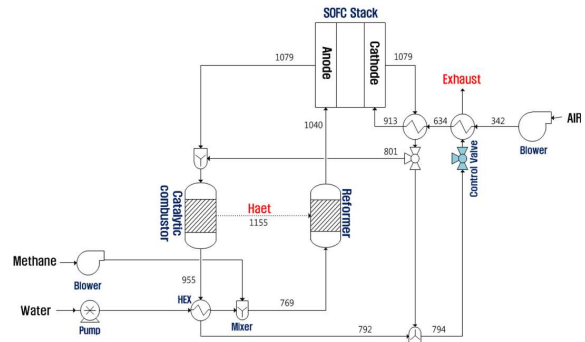 SOFC Stack
1079
Anode
Cathode
1079
Exhaust
913
634
342
AIR
Blower
1040
801
Control Valve
Catalytic
combustor
Haet
1155
Reformer
Methane
955
Blower
HEX
769
Mixer
Water
Pump
792
794